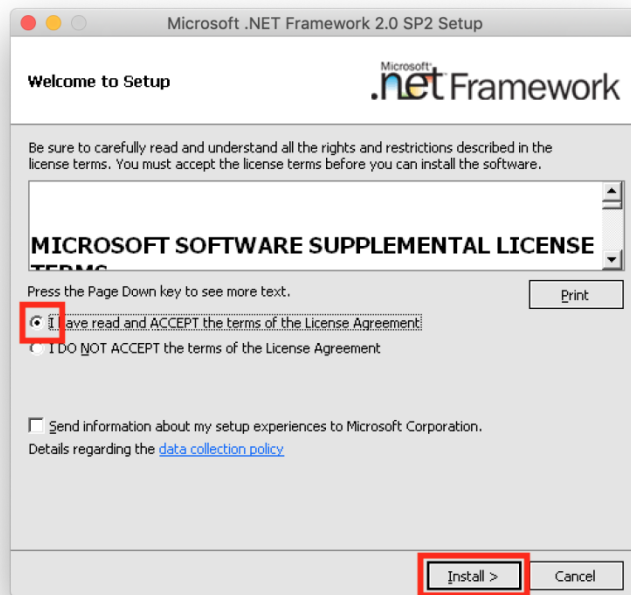 Microsoft .NET Framework 2.0 SP2 Setup
Welcome to Setup
Microsoft
.net Framework
Be sure to carefully read and understand all the rights and restrictions described in the
license terms. You must accept the license terms before you can install the software.
MICROSOFT SOFTWARE SUPPLEMENTAL LICENSE
TERMS
Press the Page Down key to see more text.
Print
I have read and ACCEPT the terms of the License Agreement
I DO NOT ACCEPT the terms of the License Agreement
Send information about my setup experiences to Microsoft Corporation.
Details regarding the data collection policy
Install >
Cancel